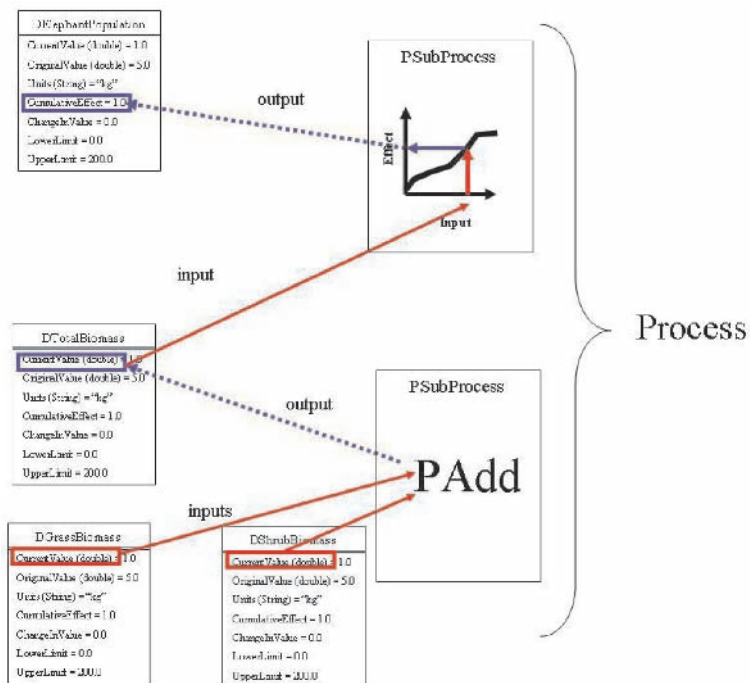 DElephantPopulation
CurrentValue (double) = 1.0
OriginalValue (double) = 5.0
Units (String) = “kg”
CumulativeEffect = 1.0
ChangeInValue = 0.0
LowerLimit = 0.0
UpperLimit = 200.0
output
PSubProcess
Effect
Input
input
Process
DTotalBiomass
CurrentValue (double) = 1.0
OriginalValue (double) = 5.0
Units (String) = “kg”
CumulativeEffect = 1.0
ChangeInValue = 0.0
LowerLimit = 0.0
UpperLimit = 200.0
output
PSubProcess
PAdd
inputs
DGrassBiomass
CurrentValue (double) = 1.0
OriginalValue (double) = 5.0
Units (String) = “kg”
CumulativeEffect = 1.0
ChangeInValue = 0.0
LowerLimit = 0.0
UpperLimit = 200.0
DShrubBiomass
CurrentValue (double) = 1.0
OriginalValue (double) = 5.0
Units (String) = “kg”
CumulativeEffect = 1.0
ChangeInValue = 0.0
LowerLimit = 0.0
UpperLimit = 200.0